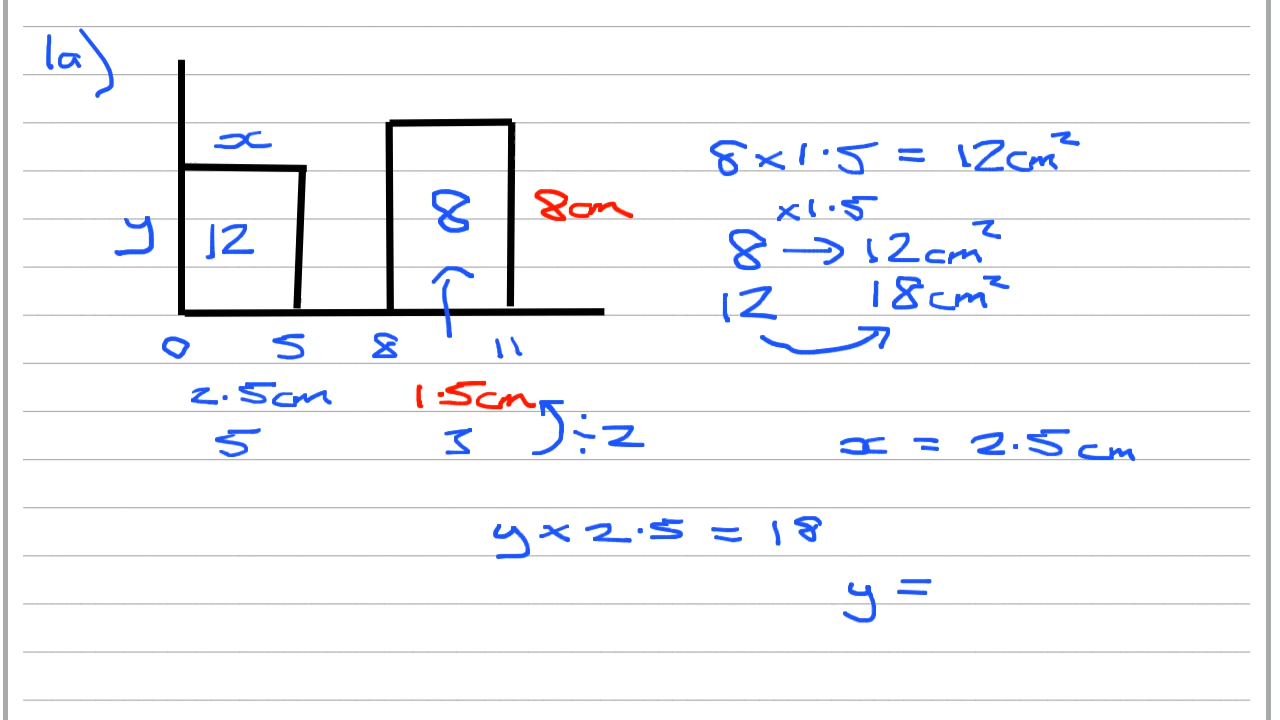 1a)
x
y
12
8
8cm
0 5 8 11
2.5cm 1.5cm
5 3 ÷2
8×1.5 = 12cm²
×1.5
8 → 12cm²
12 18cm²
x = 2.5cm
y×2.5 = 18
y =